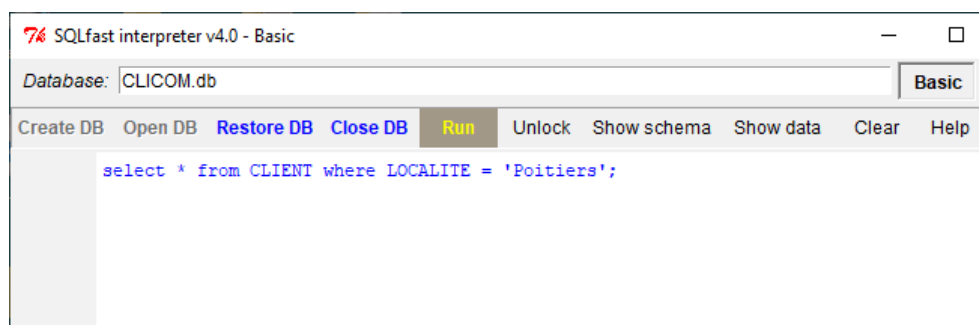 SQLfast interpreter v4.0 - Basic
Database: CLICOM.db Basic
Create DB Open DB Restore DB Close DB Run Unlock Show schema Show data Clear Help
select * from CLIENT where LOCALITE = 'Poitiers';